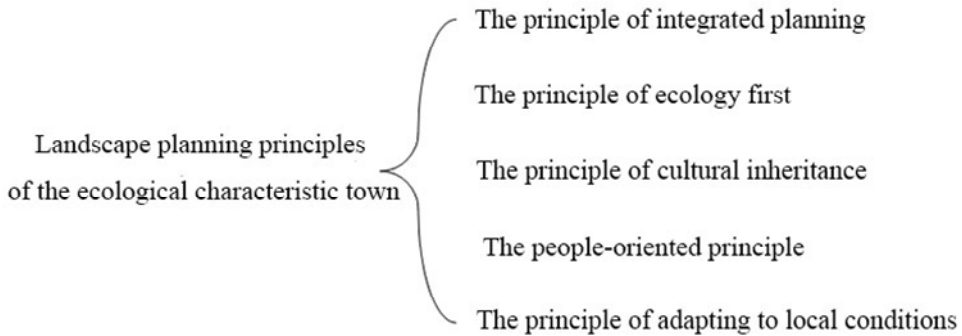 Landscape planning principles
of the ecological characteristic town
The principle of integrated planning
The principle of ecology first
The principle of cultural inheritance
The people-oriented principle
The principle of adapting to local conditions